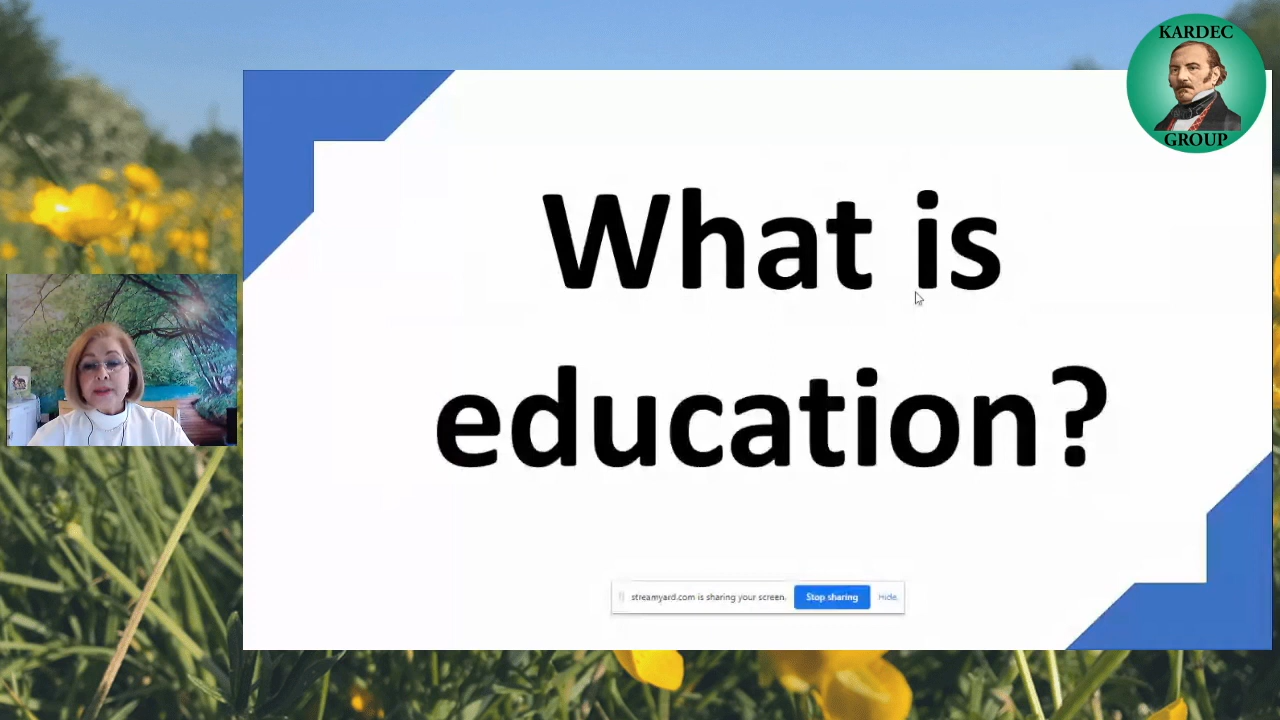 KARDEC
GROUP
What is
education?
streamyard.com is sharing your screen.
Stop sharing
Hide